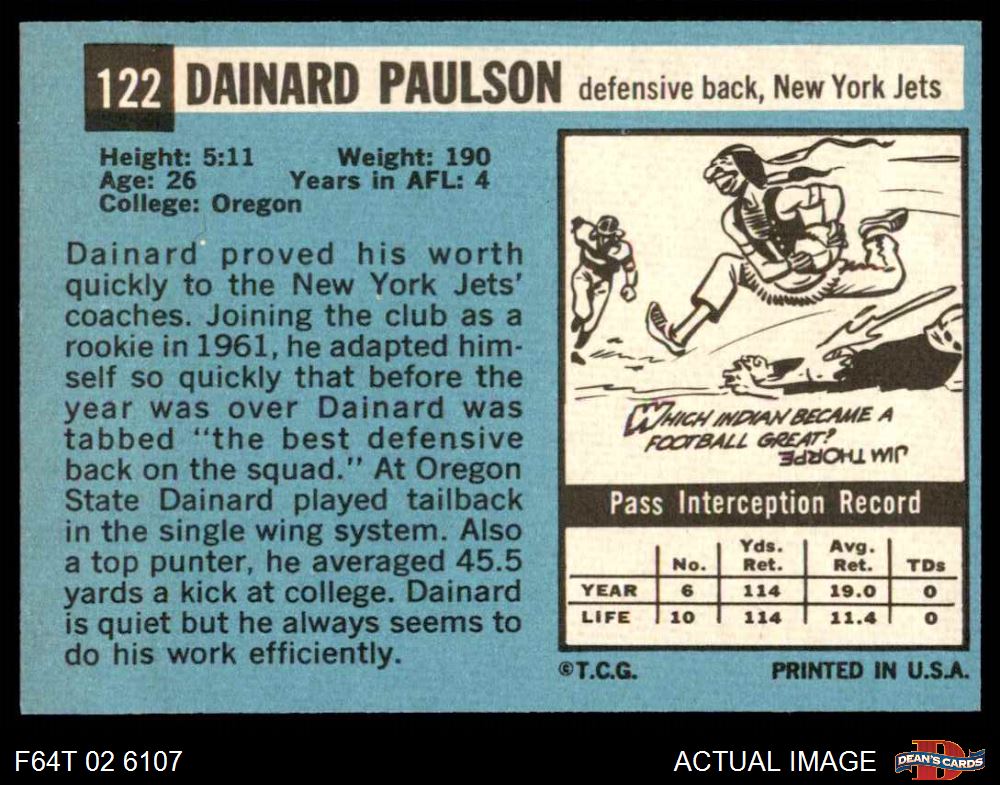 122 DAINARD PAULSON defensive back, New York Jets
Height: 5:11 Weight: 190
Age: 26 Years in AFL: 4
College: Oregon
Dainard proved his worth
quickly to the New York Jets'
coaches. Joining the club as a
rookie in 1961, he adapted him-
self so quickly that before the
year was over Dainard was
tabbed "the best defensive
back on the squad." At Oregon
State Dainard played tailback
in the single wing system. Also
a top punter, he averaged 45.5
yards a kick at college. Dainard
is quiet but he always seems to
do his work efficiently.
WHICH INDIAN BECAME A
FOOTBALL GREAT?
JIM THORPE
Pass Interception Record
No. Yds. Ret. Avg. Ret. TDs
YEAR 6 114 19.0 0
LIFE 10 114 11.4 0
©T.C.G. PRINTED IN U.S.A.
F64T 02 6107 ACTUAL IMAGE D DEAN'S CARDS